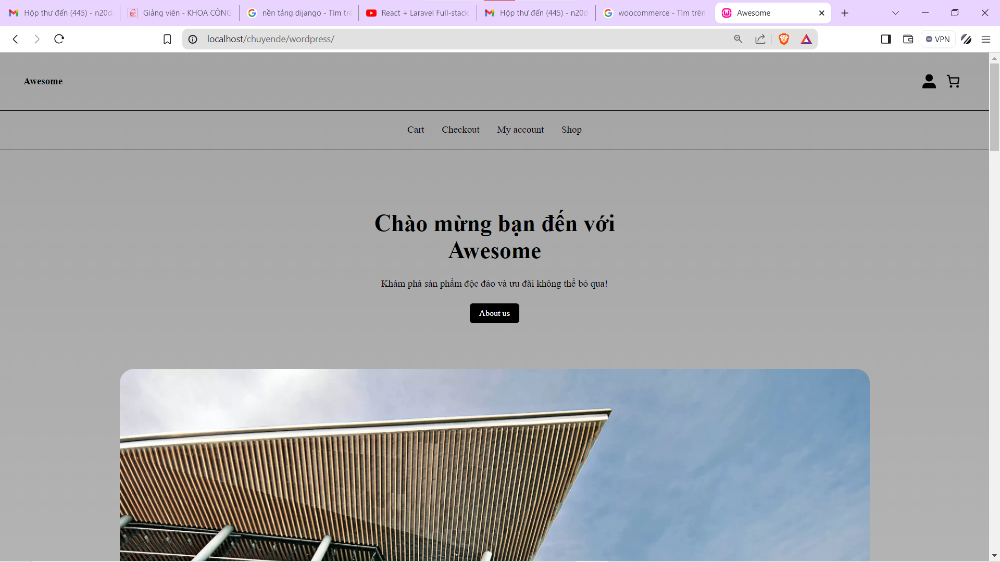 Hộp thư đến (445) - n20d
Giảng viên - KHOA CÔNG
nền tảng dijango - Tìm trê
React + Laravel Full-stack
Hộp thư đến (445) - n20d
woocommerce - Tìm trên
Awesome
localhost/chuyende/wordpress/
VPN
Awesome
Cart Checkout My account Shop
Chào mừng bạn đến với
Awesome
Khám phá sản phẩm độc đáo và ưu đãi không thể bỏ qua!
About us